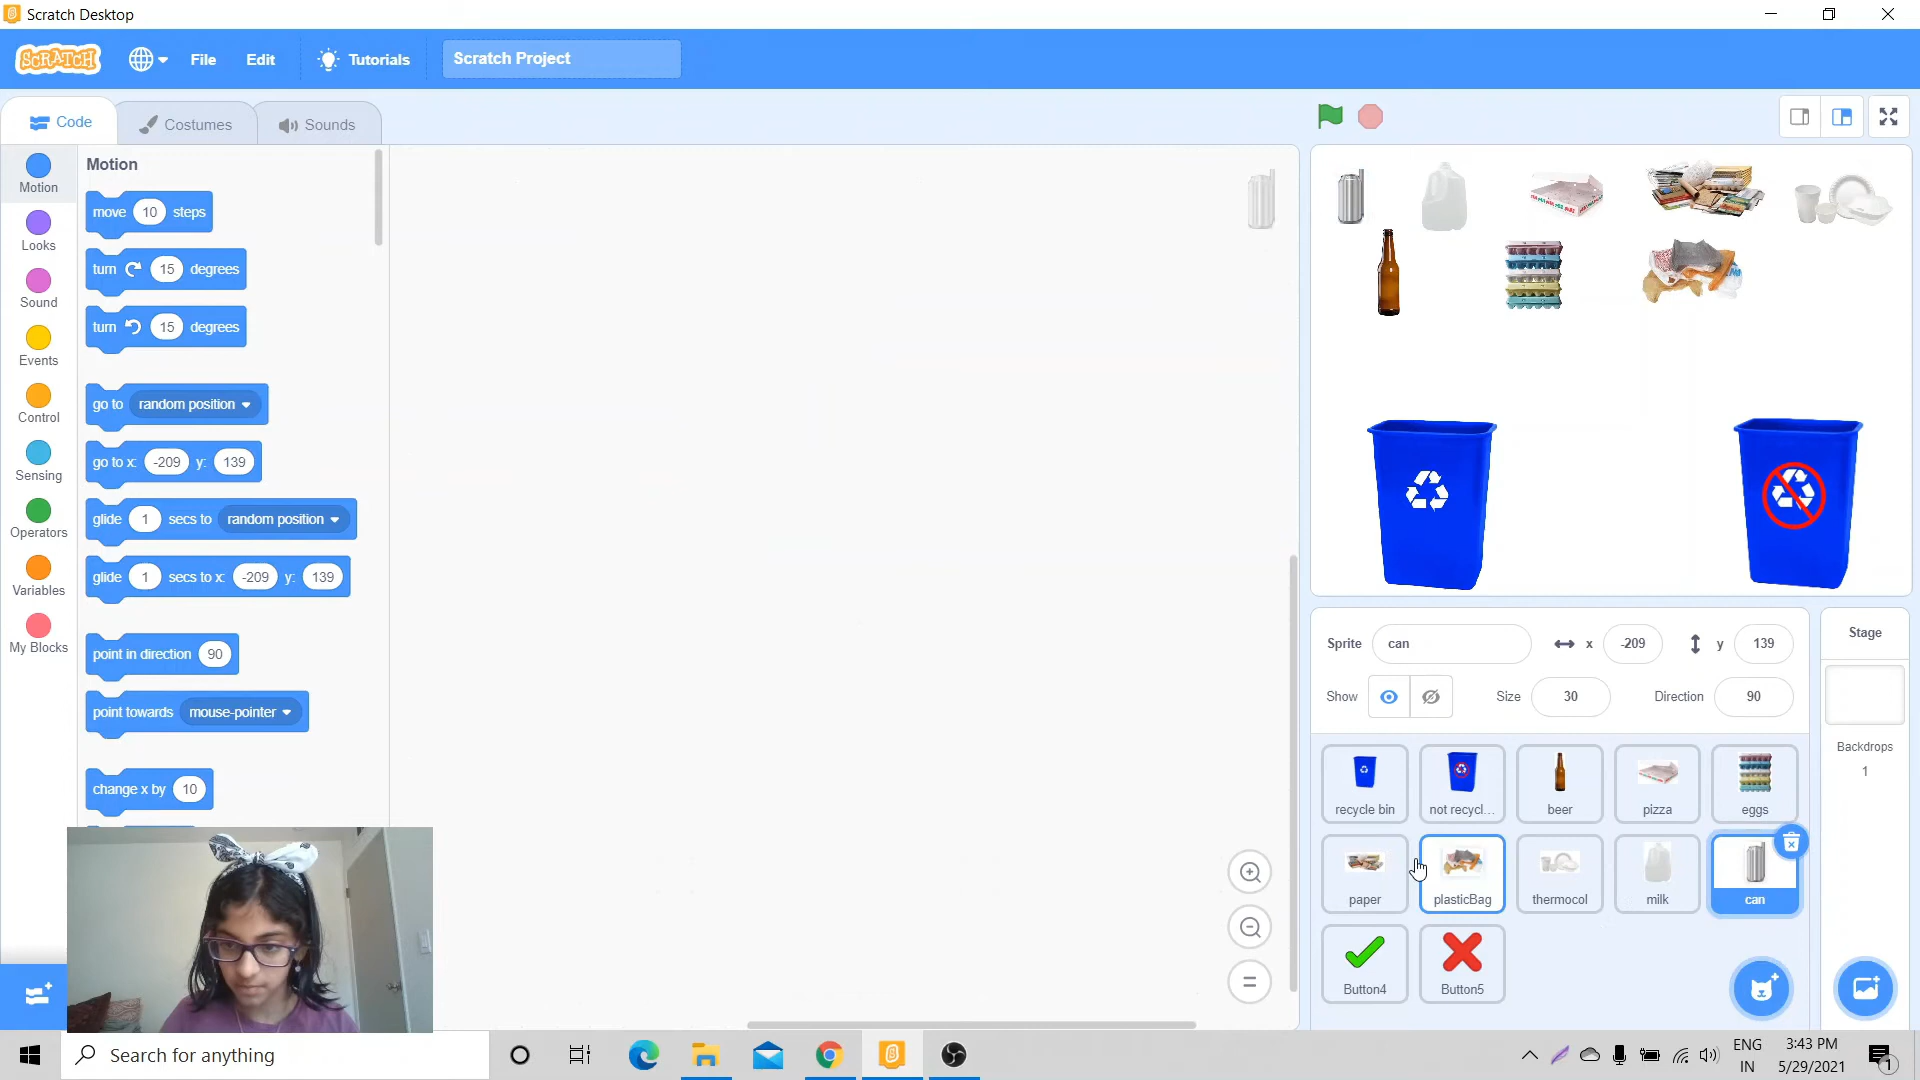 Scratch Desktop
SCRATCH File Edit Tutorials Scratch Project
Code Costumes Sounds
Motion
Looks
Sound
Events
Control
Sensing
Operators
Variables
My Blocks
Motion
move 10 steps
turn 15 degrees
turn 15 degrees
go to random position
go to x: -209 y: 139
glide 1 secs to random position
glide 1 secs to x: -209 y: 139
point in direction 90
point towards mouse-pointer
change x by 10
Sprite can x -209 y 139
Show Size 30 Direction 90
recycle bin not recycl... beer pizza eggs
paper plasticBag thermocol milk can
Button4 Button5
Stage
Backdrops
1
Search for anything
ENG
IN
3:43 PM
5/29/2021
1